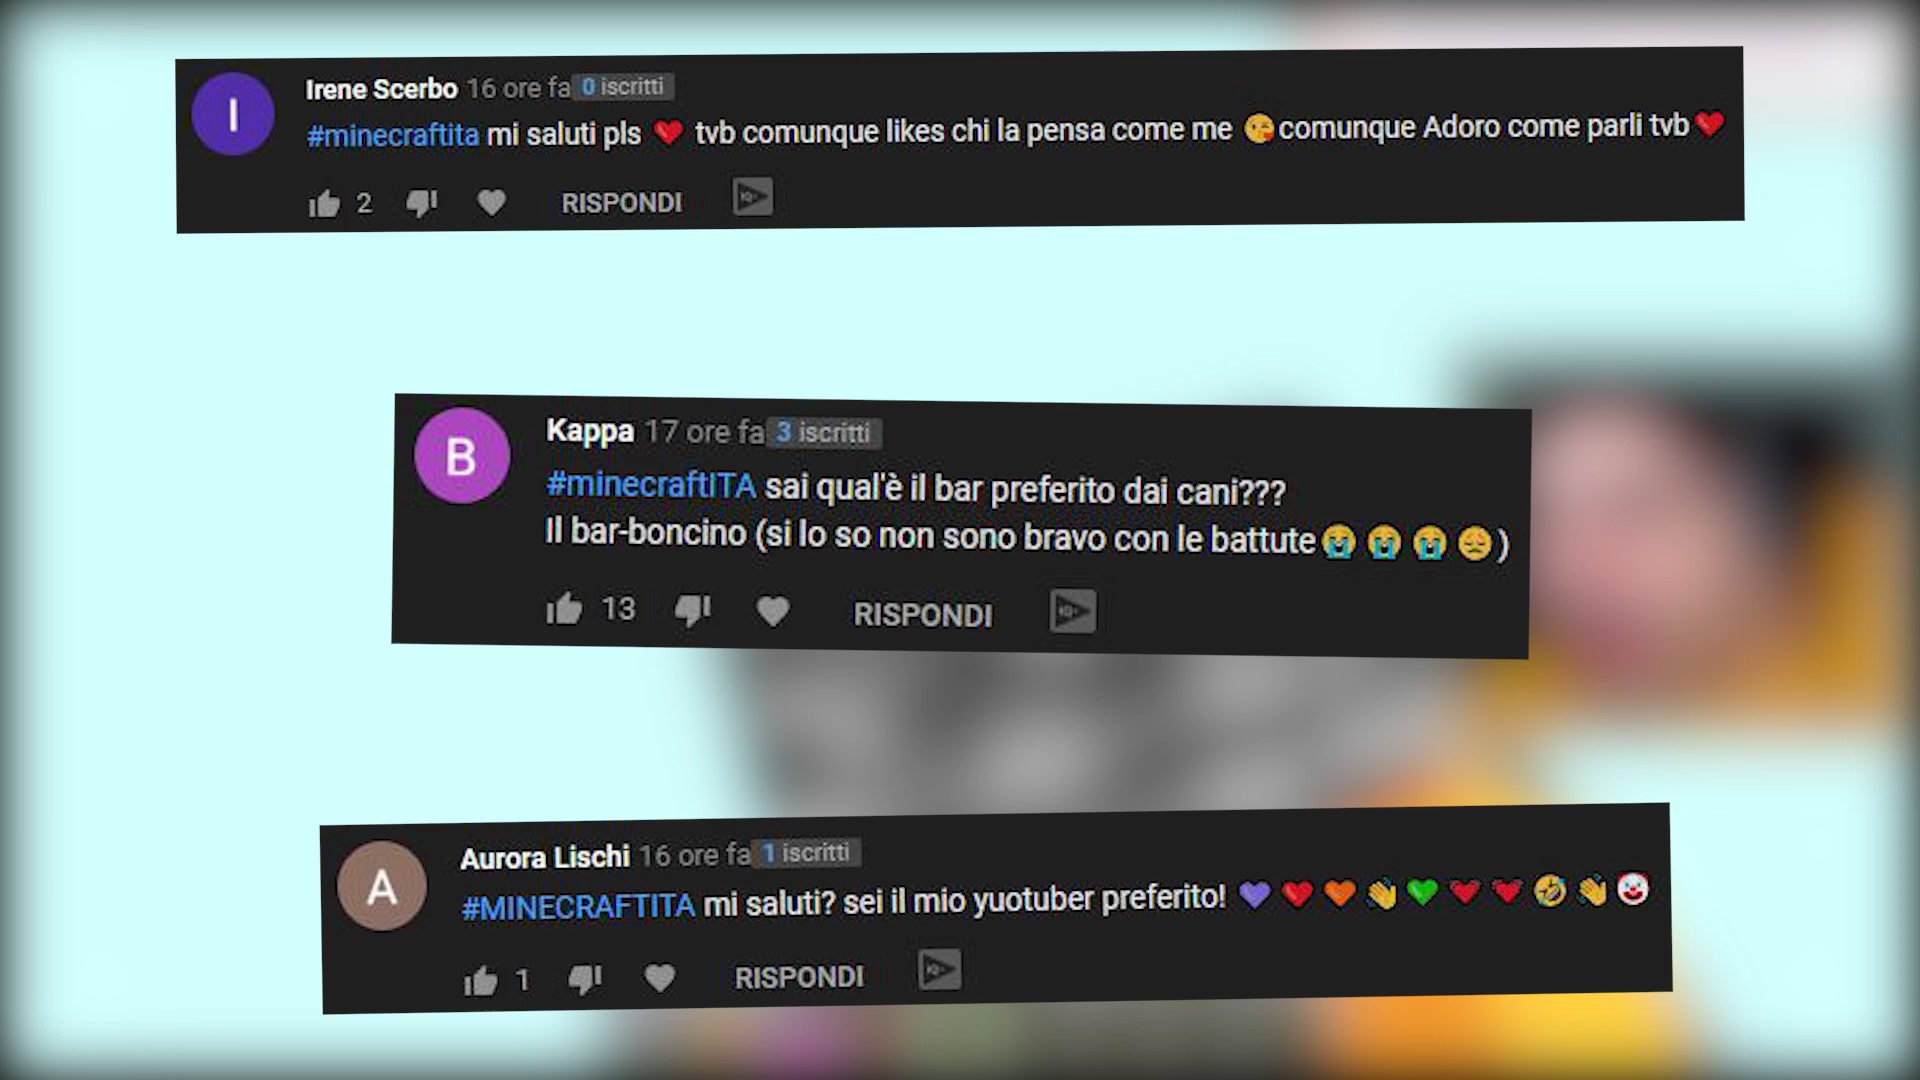 I
Irene Scerbo 16 ore fa 0 iscritti
#minecraftita mi saluti pls ❤️ tvb comunque likes chi la pensa come me 😘comunque Adoro come parli tvb❤️
2 RISPONDI
B
Kappa 17 ore fa 3 iscritti
#minecraftITA sai qual'è il bar preferito dai cani???
Il bar-boncino (si lo so non sono bravo con le battute😭😭😭😞)
13 RISPONDI
A
Aurora Lischi 16 ore fa 1 iscritti
#MINECRAFTITA mi saluti? sei il mio yuotuber preferito! 💜❤️🧡👋💚❤️❤️🤣👋🤡
1 RISPONDI